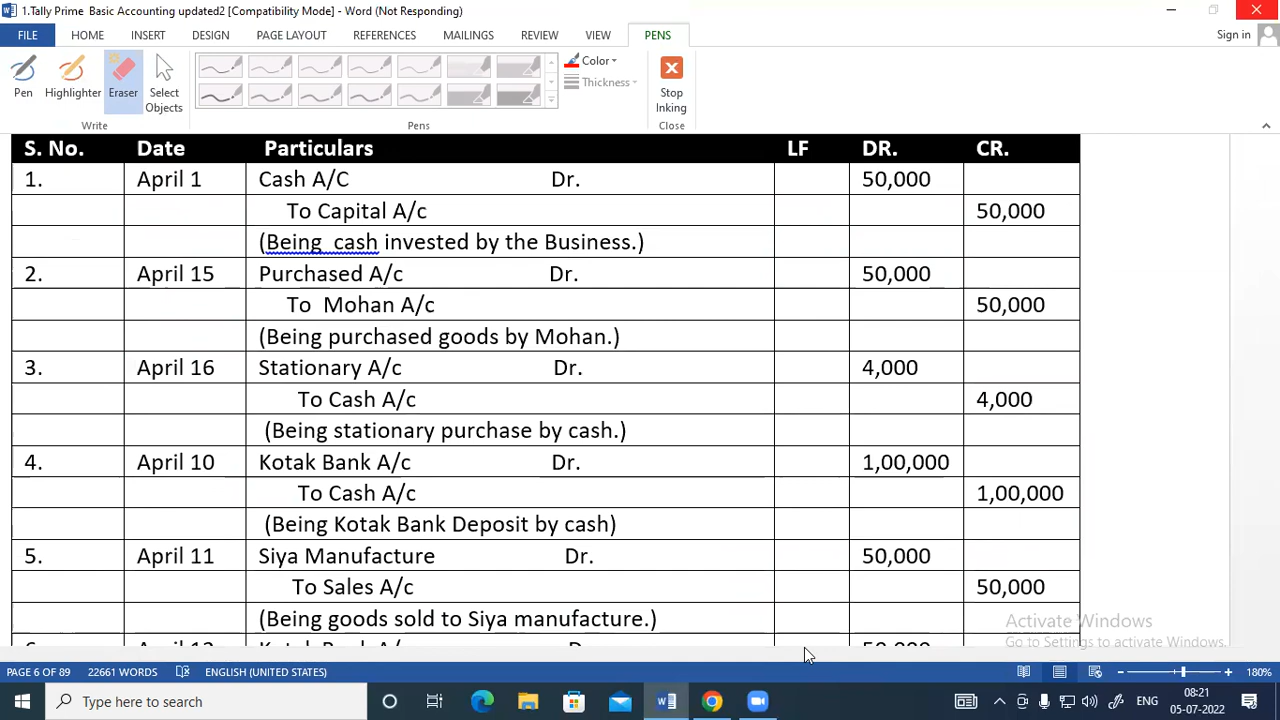 1.Tally Prime  Basic Accounting updated2 [Compatibility Mode] - Word (Not Responding)
FILE HOME INSERT DESIGN PAGE LAYOUT REFERENCES MAILINGS REVIEW VIEW PENS Sign in
Pen Highlighter Eraser Select Objects Color Thickness Stop Inking
Write Pens Close
S. No. Date Particulars LF DR. CR.
1. April 1 Cash A/C Dr. 50,000
To Capital A/c 50,000
(Being  cash invested by the Business.)
2. April 15 Purchased A/c Dr. 50,000
To  Mohan A/c 50,000
(Being purchased goods by Mohan.)
3. April 16 Stationary A/c Dr. 4,000
To Cash A/c 4,000
(Being stationary purchase by cash.)
4. April 10 Kotak Bank A/c Dr. 1,00,000
To Cash A/c 1,00,000
(Being Kotak Bank Deposit by cash)
5. April 11 Siya Manufacture Dr. 50,000
To Sales A/c 50,000
(Being goods sold to Siya manufacture.)
Activate Windows
Go to Settings to activate Windows.
PAGE 6 OF 89 22661 WORDS ENGLISH (UNITED STATES) 180%
Type here to search ENG 08:21
05-07-2022